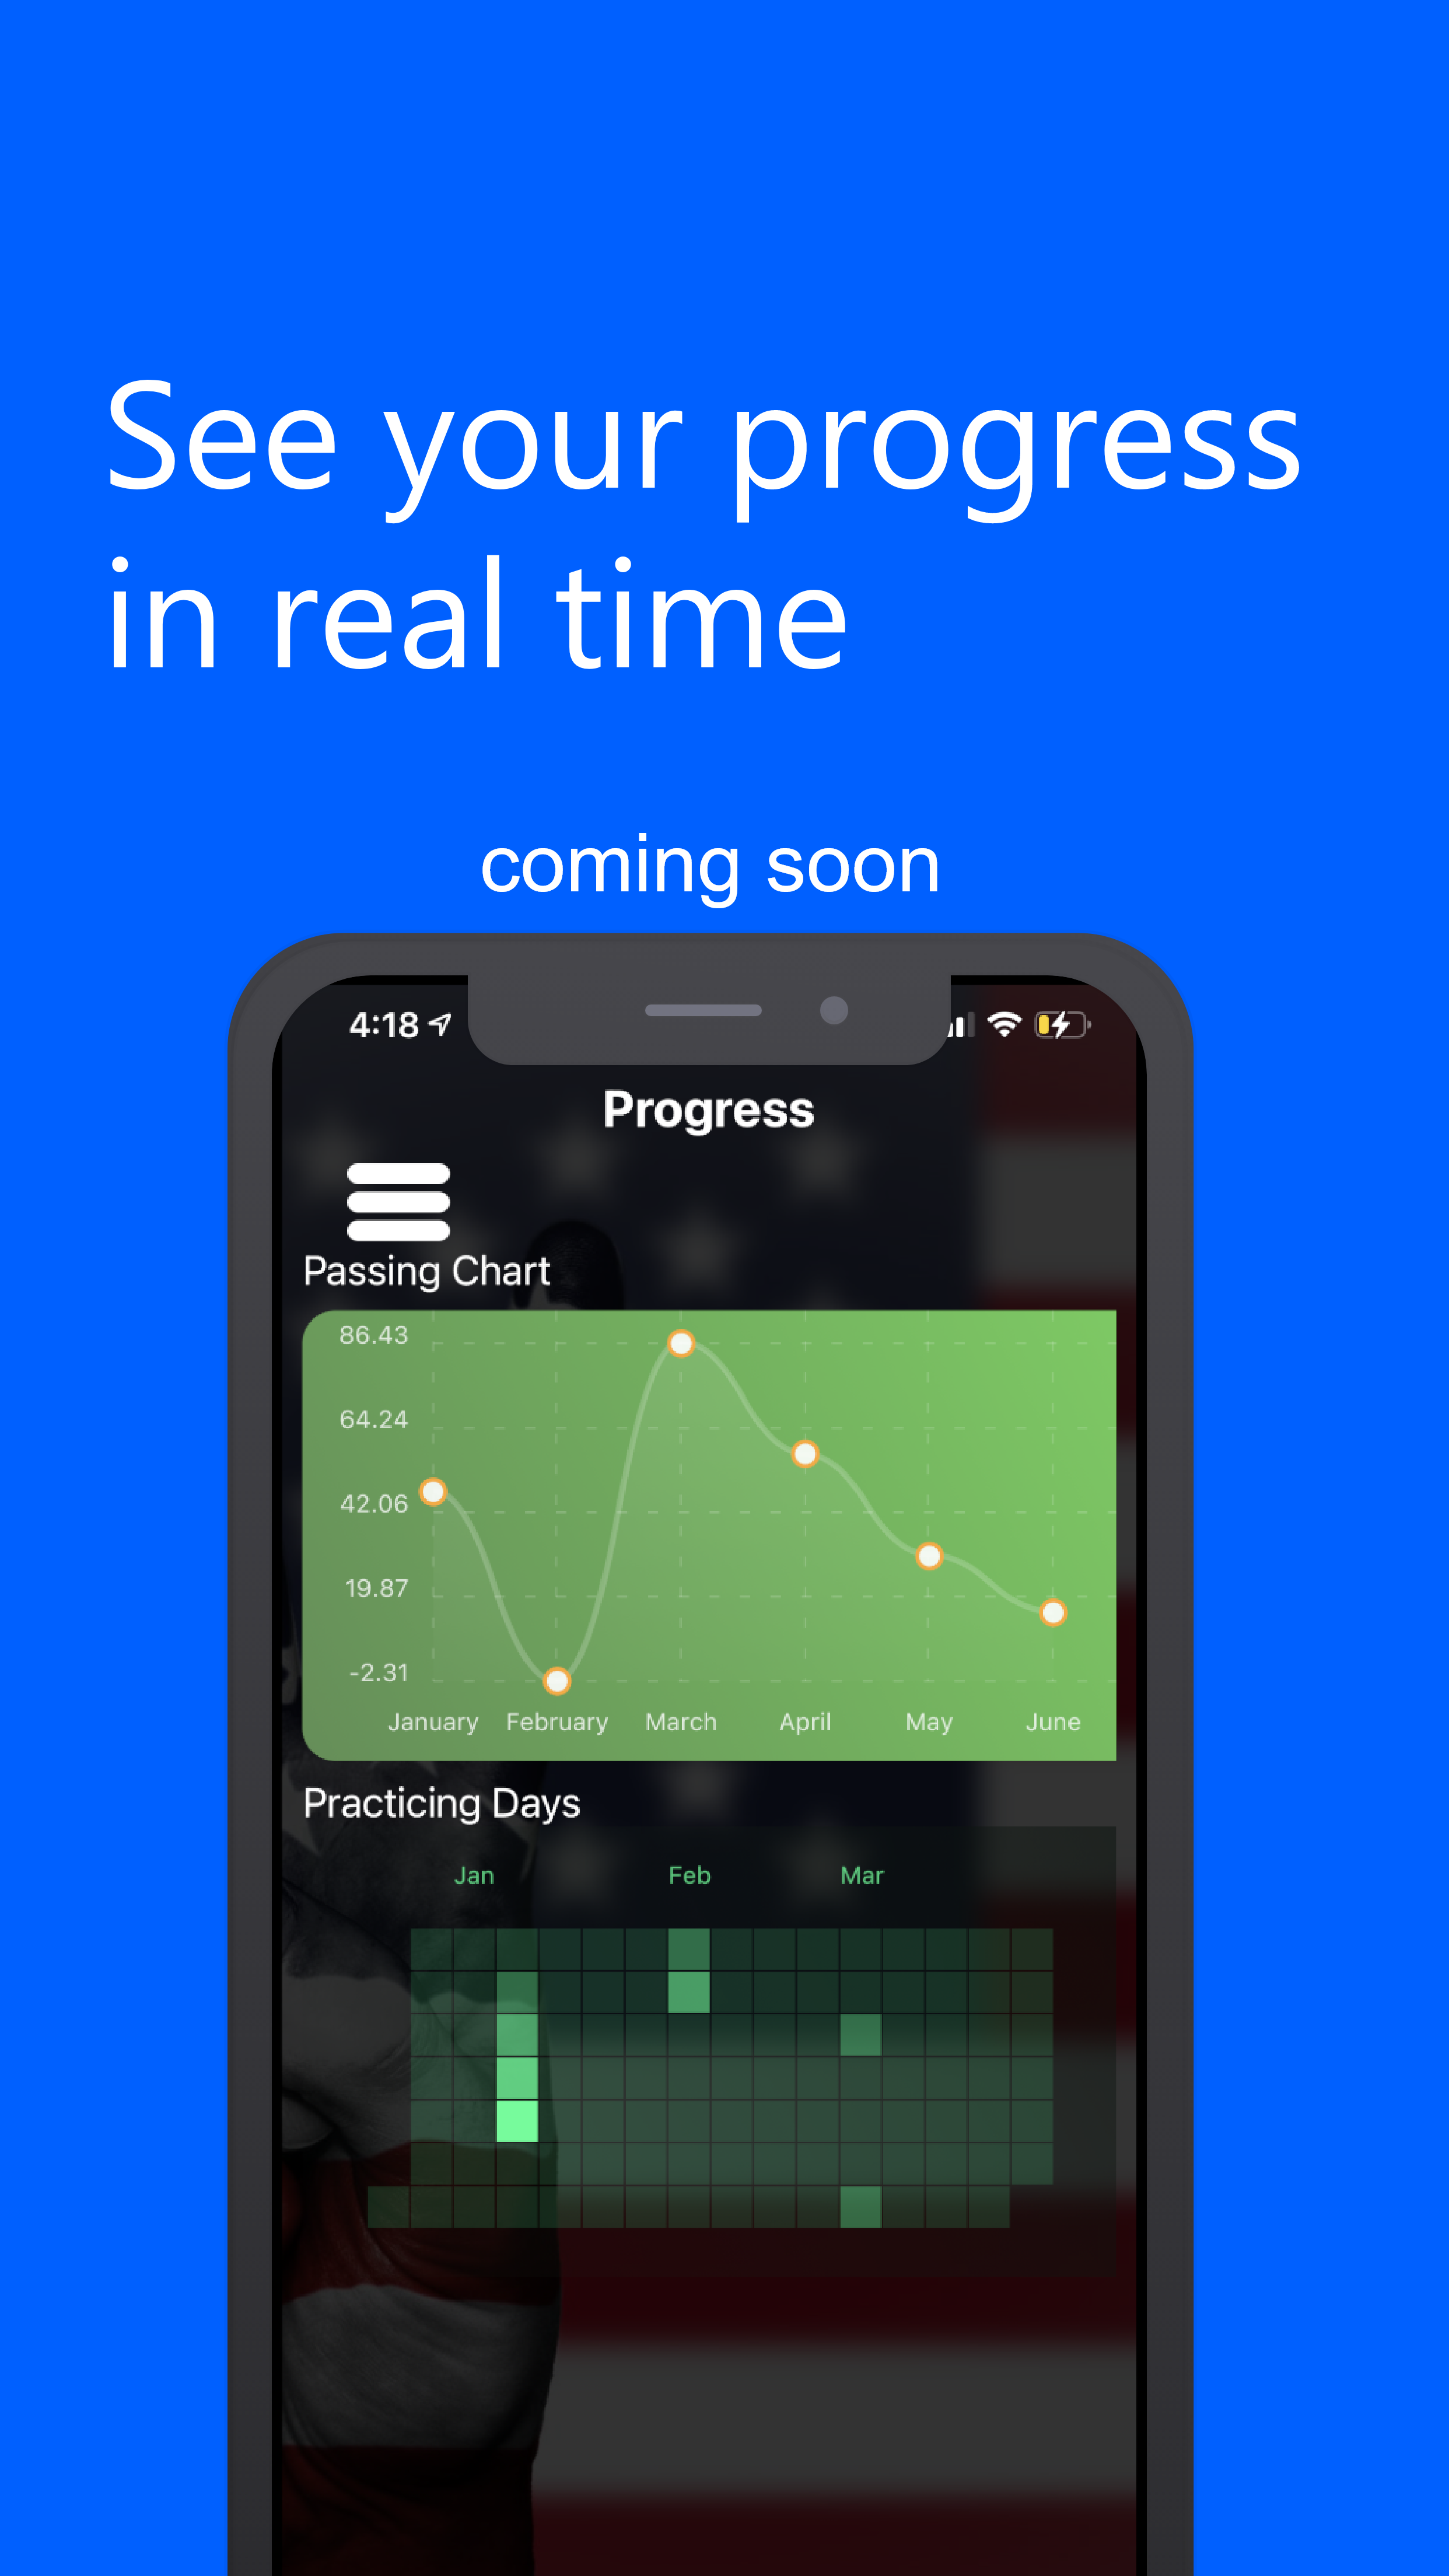 See your progress
in real time
coming soon
4:18
Progress
Passing Chart
86.43
64.24
42.06
19.87
-2.31
January February March April May June
Practicing Days
Jan Feb Mar